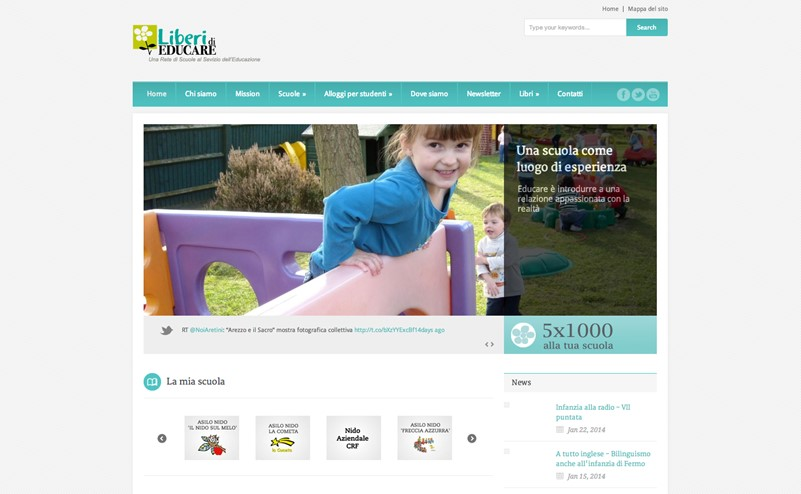 Home | Mappa del sito
Type your keywords...
Search
Liberi di
EDUCARE
Una Rete di Scuole al Servizio dell'Educazione
Home Chi siamo Mission Scuole » Alloggi per studenti » Dove siamo Newsletter Libri » Contatti
Una scuola come
luogo di esperienza
Educare è introdurre a una
relazione appassionata con la
realtà
RT @NoiAretini: "Arezzo e il Sacro" mostra fotografica collettiva
5x1000
alla tua scuola
La mia scuola
News
ASILO NIDO
"IL NIDO SUL MELO"
ASILO NIDO
LA COMETA
la Cometa
Nido
Aziendale
CRF
ASILO NIDO
"FRECCIA AZZURRA"
Infanzia alla radio – VII
puntata
Jan 22, 2014
A tutto inglese – Bilinguismo
anche all'infanzia di Fermo
Jan 15, 2014